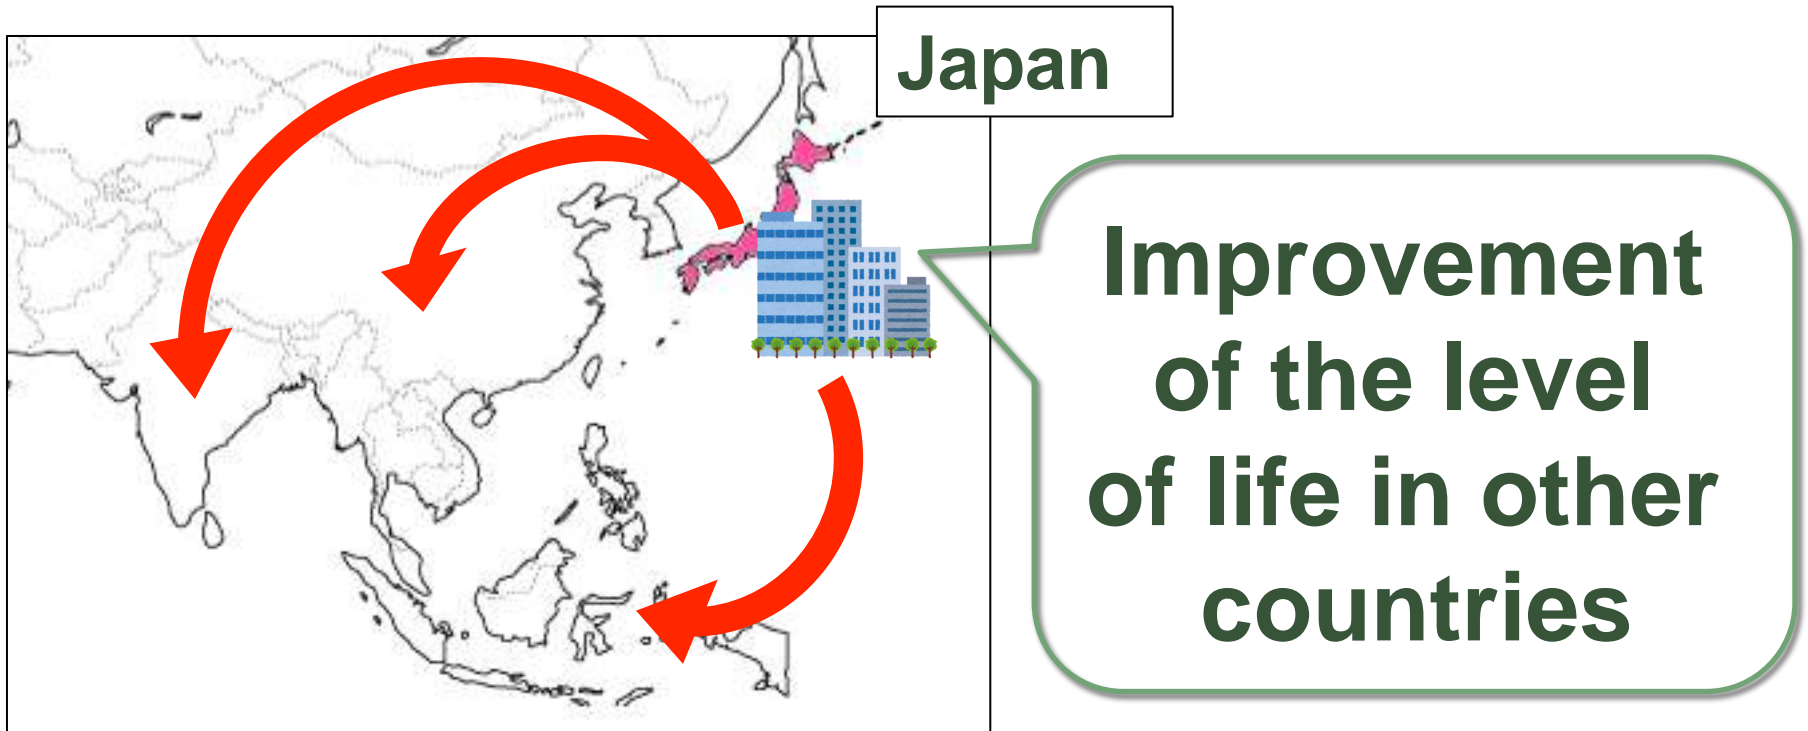 Japan
Improvement
of the level
of life in other
countries